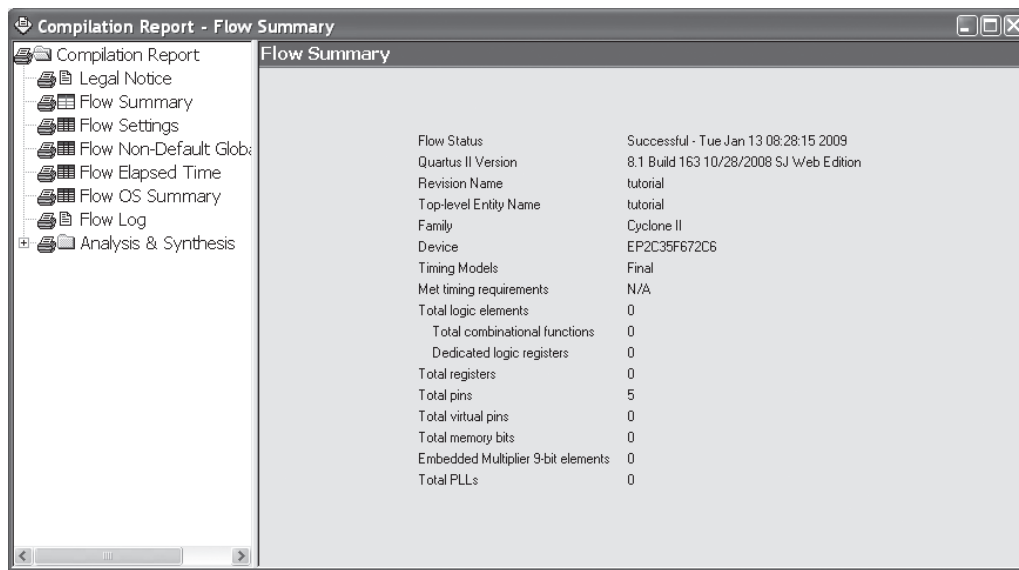 Compilation Report - Flow Summary
Compilation Report
Legal Notice
Flow Summary
Flow Settings
Flow Non-Default Globa
Flow Elapsed Time
Flow OS Summary
Flow Log
Analysis & Synthesis
Flow Summary
Flow Status Successful - Tue Jan 13 08:28:15 2009
Quartus II Version 8.1 Build 163 10/28/2008 SJ Web Edition
Revision Name tutorial
Top-level Entity Name tutorial
Family Cyclone II
Device EP2C35F672C6
Timing Models Final
Met timing requirements N/A
Total logic elements 0
Total combinational functions 0
Dedicated logic registers 0
Total registers 0
Total pins 5
Total virtual pins 0
Total memory bits 0
Embedded Multiplier 9-bit elements 0
Total PLLs 0